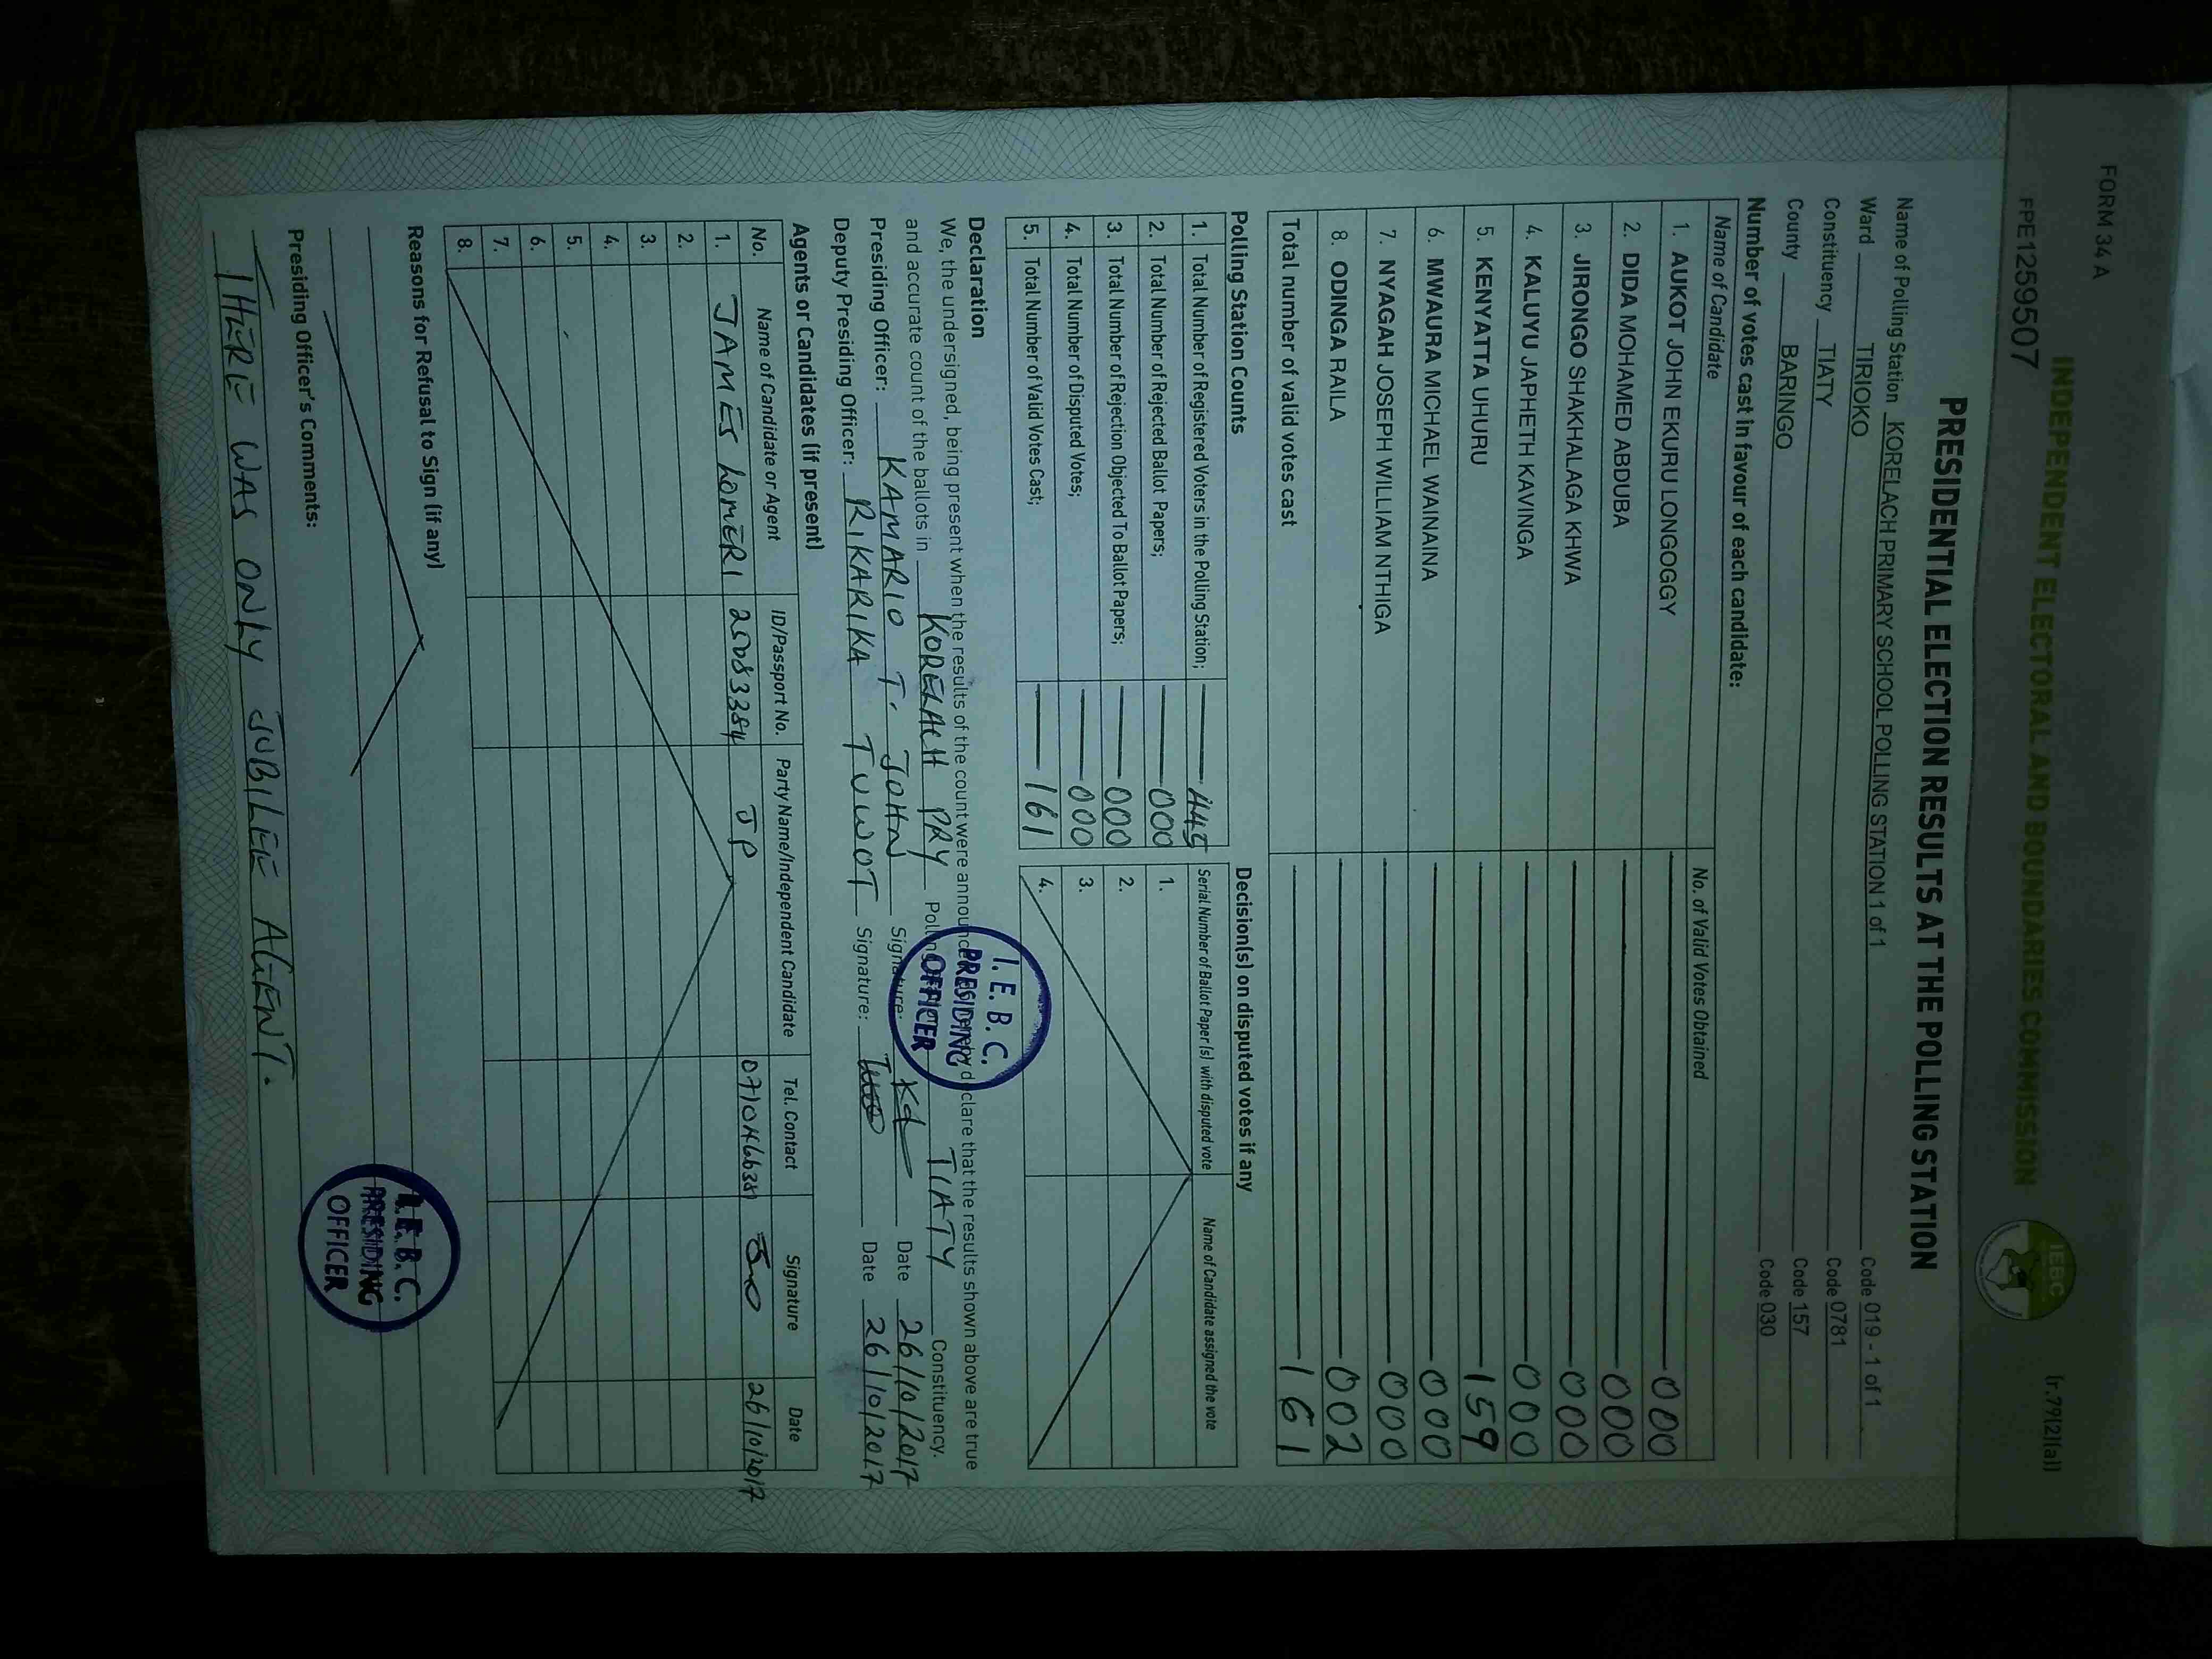 FORM 34 A
(r.79(2)(a))
INDEPENDENT ELECTORAL AND BOUNDARIES COMMISSION
IEBC
FPE1259507
PRESIDENTIAL ELECTION RESULTS AT THE POLLING STATION
Name of Polling Station KORELACH PRIMARY SCHOOL POLLING STATION 1 of 1 Code 019 - 1 of 1
Ward TIRIOKO Code 0781
Constituency TIATY Code 157
County BARINGO Code 030
Number of votes cast in favour of each candidate:
Name of Candidate No. of Valid Votes Obtained
1. AUKOT JOHN EKURU LONGOGGY 000
2. DIDA MOHAMED ABDUBA 000
3. JIRONGO SHAKHALAGA KHWA 000
4. KALUYU JAPHETH KAVINGA 000
5. KENYATTA UHURU 159
6. MWAURA MICHAEL WAINAINA 000
7. NYAGAH JOSEPH WILLIAM NTHIGA 000
8. ODINGA RAILA 002
Total number of valid votes cast 161
Polling Station Counts
1. Total Number of Registered Voters in the Polling Station; 445
2. Total Number of Rejected Ballot Papers; 000
3. Total Number of Rejection Objected To Ballot Papers; 000
4. Total Number of Disputed Votes; 000
5. Total Number of Valid Votes Cast; 161
Decision(s) on disputed votes if any
Serial Number of Ballot Paper(s) with disputed vote Name of Candidate assigned the vote
1.
2.
3.
4.
Declaration
We, the undersigned, being present when the results of the count were announced declare that the results shown above are true
and accurate count of the ballots in KORELACH PRY Polling TIATY Constituency.
Presiding Officer: KAMARIO T. JOHN Signature: Date 26/10/2017
Deputy Presiding Officer: RIKARIKA TUWOT Signature: Date 26/10/2017
I.E.B.C.
PRESIDING
OFFICER
Agents or Candidates (if present)
No. Name of Candidate or Agent ID/Passport No. Party Name/Independent Candidate Tel. Contact Signature Date
1. JAMES LOMERI 25083384 JP 26/10/2017
2.
3.
4.
5.
6.
7.
8.
Reasons for Refusal to Sign (if any)
I.E.B.C.
PRESIDING
OFFICER
Presiding Officer's Comments:
THERE WAS ONLY JUBILEE AGENT.